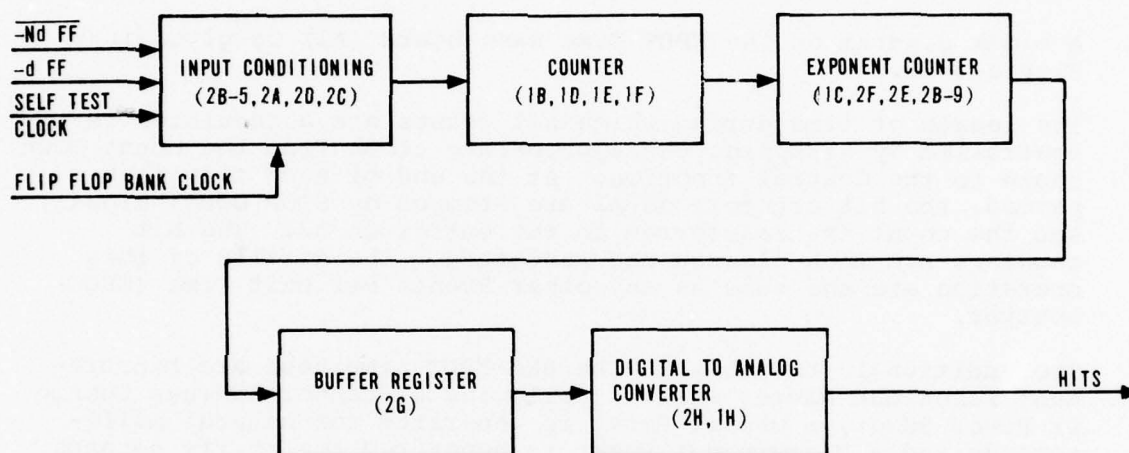 -Nd FF
-d FF
SELF TEST
CLOCK
FLIP FLOP BANK CLOCK
INPUT CONDITIONING
(2B-5,2A,2D,2C)
COUNTER
(1B,1D,1E,1F)
EXPONENT COUNTER
(1C,2F,2E,2B-9)
BUFFER REGISTER
(2G)
DIGITAL TO ANALOG
CONVERTER
(2H,1H)
HITS